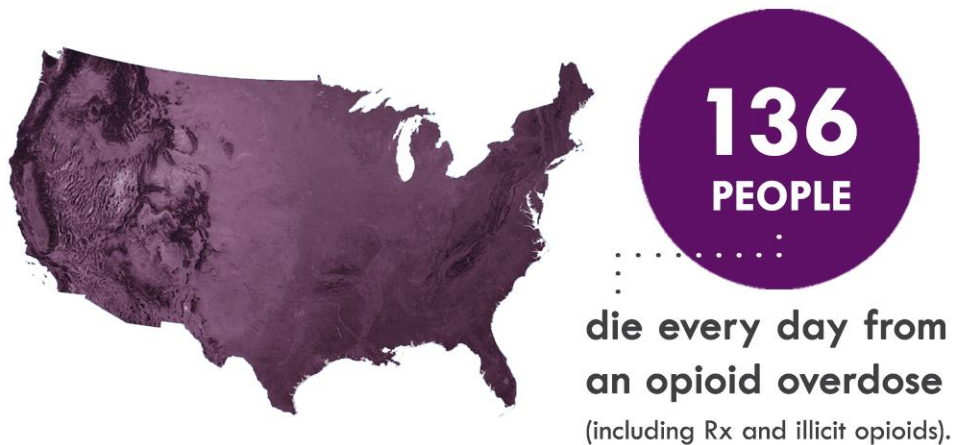 136
PEOPLE
die every day from
an opioid overdose
(including Rx and illicit opioids).